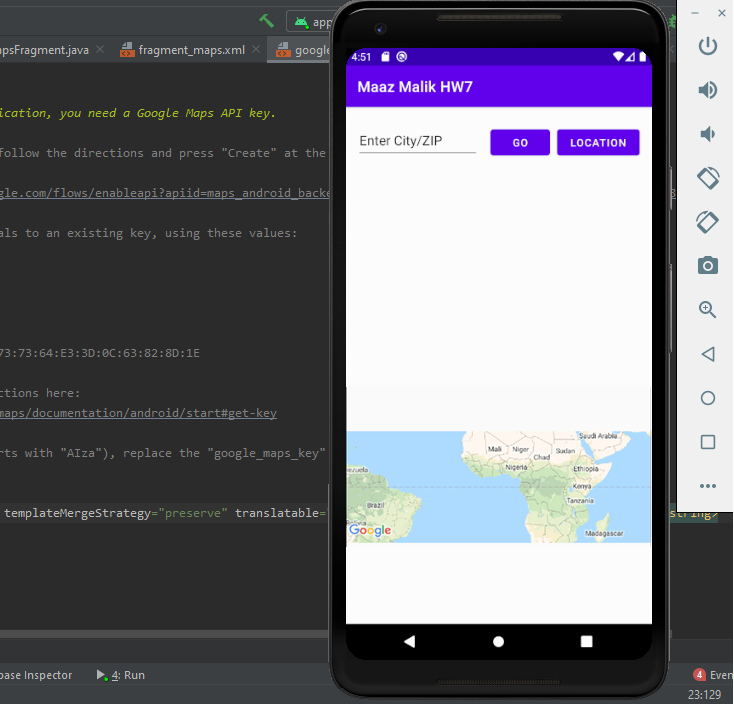 app
apsFragment.java
fragment_maps.xml
google
ication, you need a Google Maps API key.
follow the directions and press "Create" at the
gle.com/flows/enableapi?apiid=maps_android_backe
als to an existing key, using these values:
73:73:64:E3:3D:0C:63:82:8D:1E
ctions here:
maps/documentation/android/start#get-key
rts with "AIza"), replace the "google_maps_key"
templateMergeStrategy="preserve" translatable=
string>
base Inspector
4: Run
4 Even
23:129
4:51
Maaz Malik HW7
Enter City/ZIP
GO
LOCATION
Saudi Arabia
Mali
Niger
Chad
Sudan
Nigeria
Ethiopia
Kenya
Tanzania
Madagascar
ezuela
Brazil
Bolivia
Google